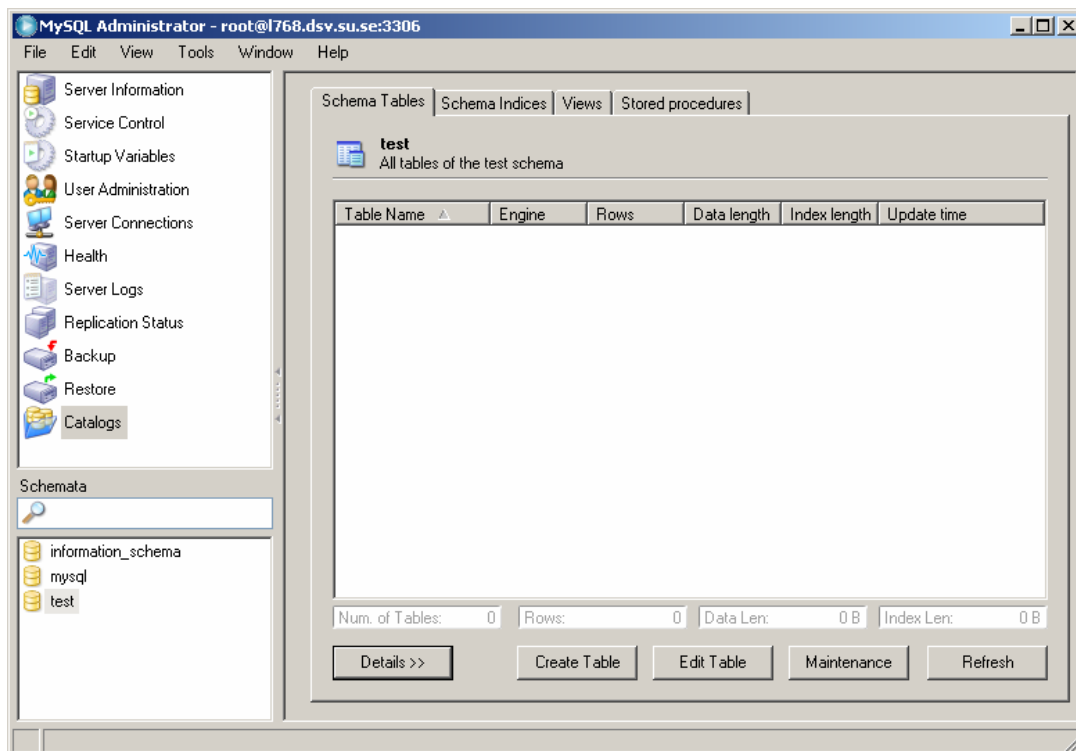 MySQL Administrator - root@l768.dsv.su.se:3306
File Edit View Tools Window Help
Server Information
Service Control
Startup Variables
User Administration
Server Connections
Health
Server Logs
Replication Status
Backup
Restore
Catalogs
Schemata
information_schema
mysql
test
Schema Tables Schema Indices Views Stored procedures
test
All tables of the test schema
Table Name Engine Rows Data length Index length Update time
Num. of Tables: 0 Rows: 0 Data Len: 0 B Index Len: 0 B
Details >> Create Table Edit Table Maintenance Refresh